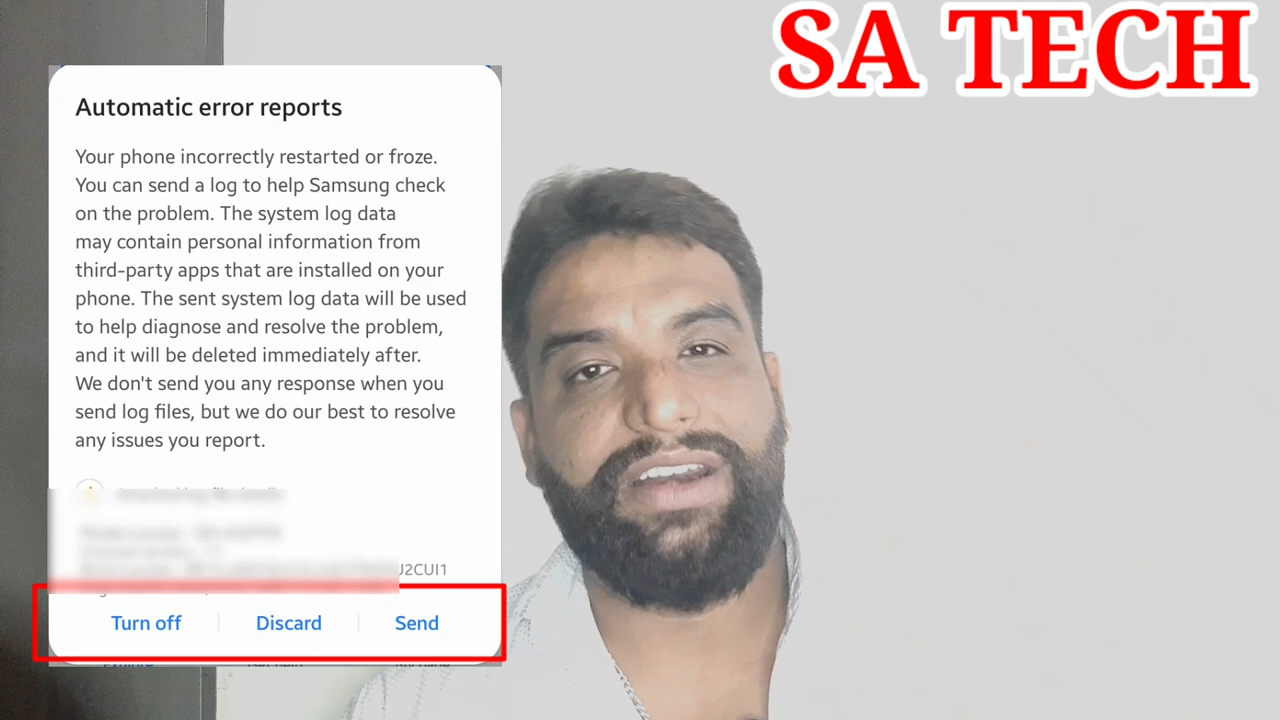 SA TECH
Automatic error reports
Your phone incorrectly restarted or froze.
You can send a log to help Samsung check
on the problem. The system log data
may contain personal information from
third-party apps that are installed on your
phone. The sent system log data will be used
to help diagnose and resolve the problem,
and it will be deleted immediately after.
We don't send you any response when you
send log files, but we do our best to resolve
any issues you report.
J2CUI1
Turn off
Discard
Send